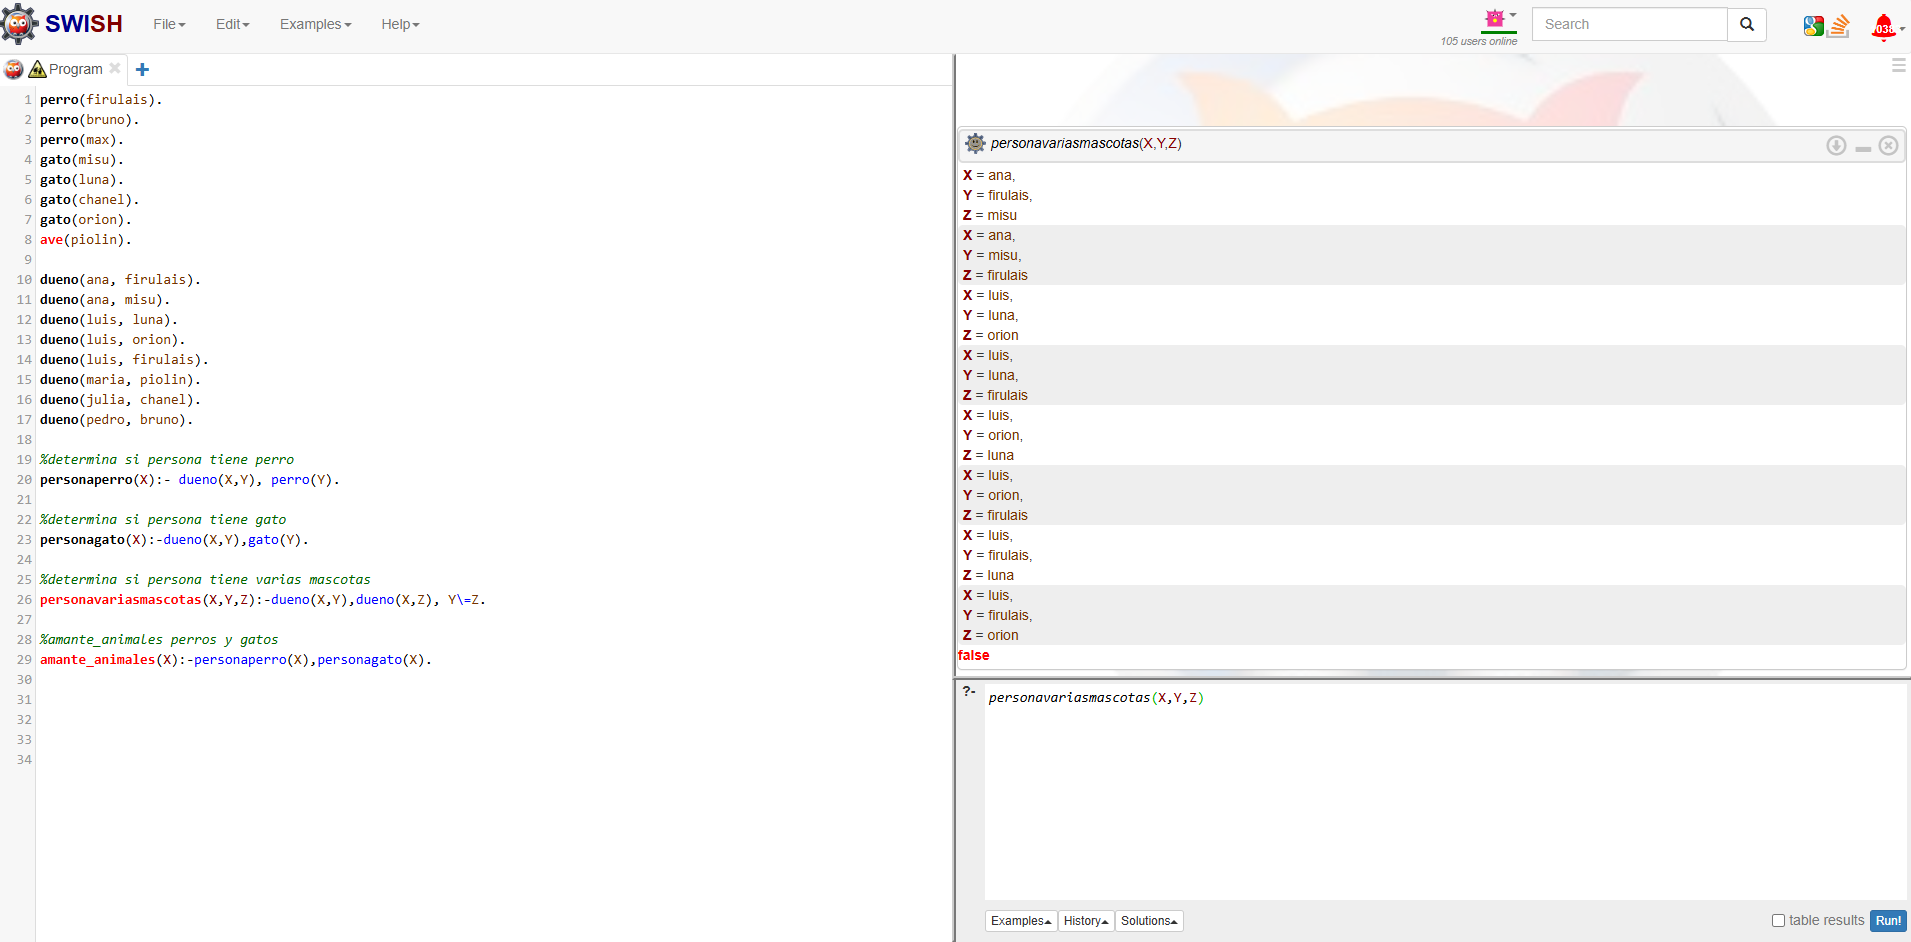 SWISH File Edit Examples Help
105 users online
Search
Program
1 perro(firulais).
2 perro(bruno).
3 perro(max).
4 gato(misu).
5 gato(luna).
6 gato(chanel).
7 gato(orion).
8 ave(piolin).
9
10 dueno(ana, firulais).
11 dueno(ana, misu).
12 dueno(luis, luna).
13 dueno(luis, orion).
14 dueno(luis, firulais).
15 dueno(maria, piolin).
16 dueno(julia, chanel).
17 dueno(pedro, bruno).
18
19 %determina si persona tiene perro
20 personaperro(X):- dueno(X,Y), perro(Y).
21
22 %determina si persona tiene gato
23 personagato(X):-dueno(X,Y),gato(Y).
24
25 %determina si persona tiene varias mascotas
26 personavariasmascotas(X,Y,Z):-dueno(X,Y),dueno(X,Z), Y\=Z.
27
28 %amante_animales perros y gatos
29 amante_animales(X):-personaperro(X),personagato(X).
30
31
32
33
34
personavariasmascotas(X,Y,Z)
X = ana,
Y = firulais,
Z = misu
X = ana,
Y = misu,
Z = firulais
X = luis,
Y = luna,
Z = orion
X = luis,
Y = luna,
Z = firulais
X = luis,
Y = orion,
Z = luna
X = luis,
Y = orion,
Z = firulais
X = luis,
Y = firulais,
Z = luna
X = luis,
Y = firulais,
Z = orion
false
?- personavariasmascotas(X,Y,Z)
Examples History Solutions table results Run!